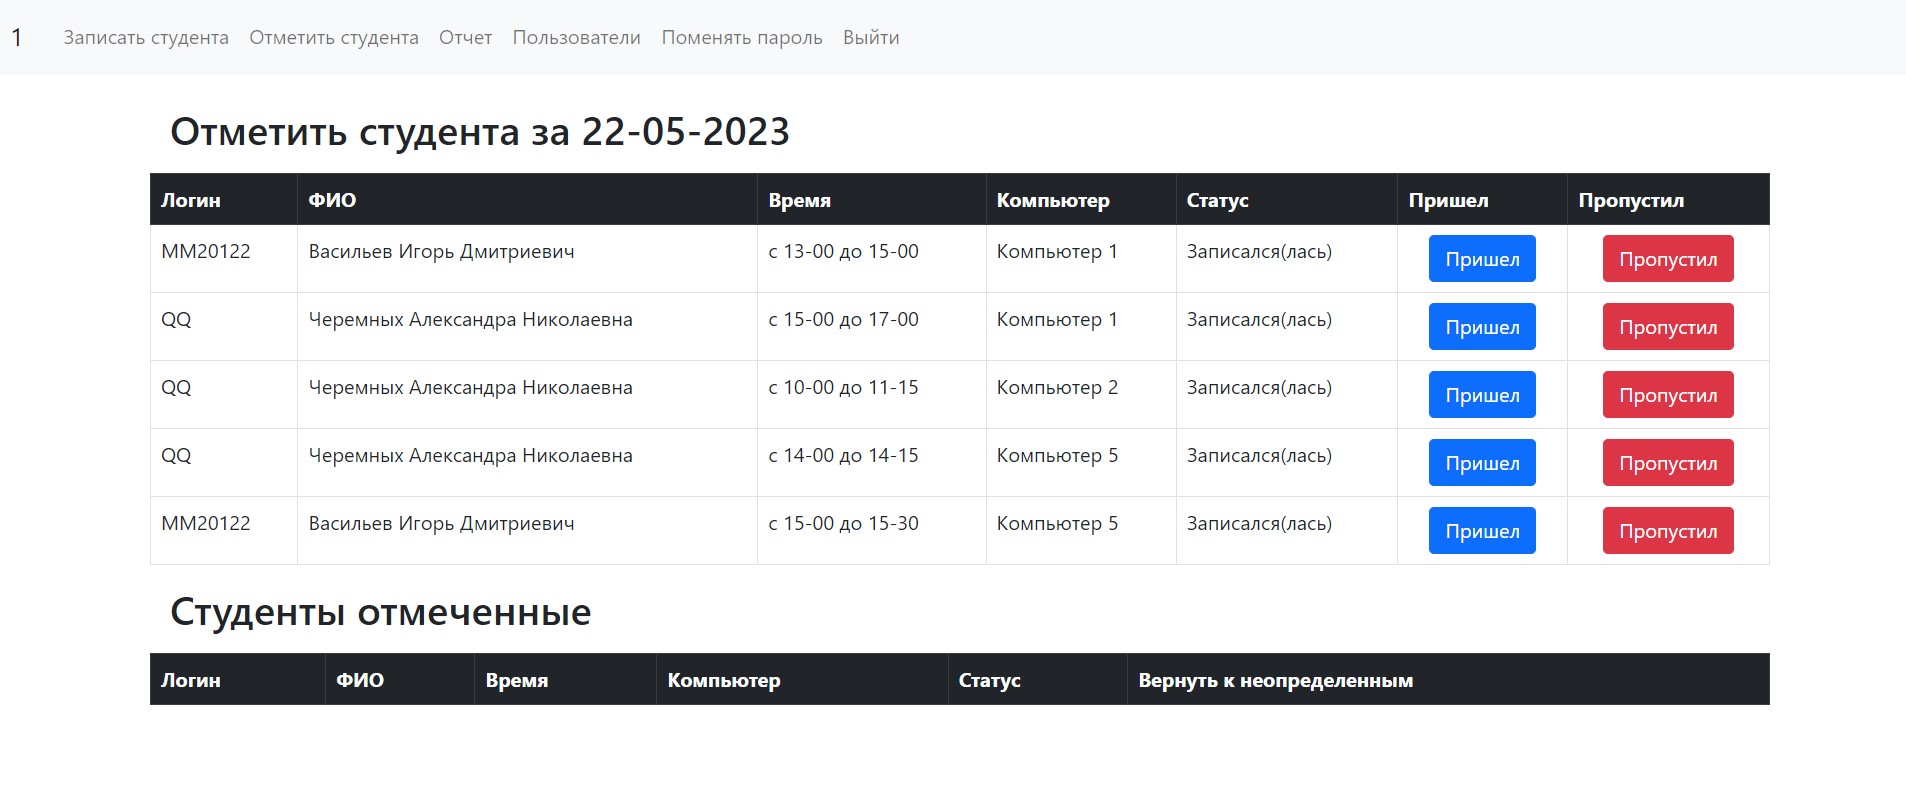 1 Записать студента Отметить студента Отчет Пользователи Поменять пароль Выйти
Отметить студента за 22-05-2023
Логин ФИО Время Компьютер Статус Пришел Пропустил
ММ20122 Васильев Игорь Дмитриевич с 13-00 до 15-00 Компьютер 1 Записался(лась) Пришел Пропустил
QQ Черемных Александра Николаевна с 15-00 до 17-00 Компьютер 1 Записался(лась) Пришел Пропустил
QQ Черемных Александра Николаевна с 10-00 до 11-15 Компьютер 2 Записался(лась) Пришел Пропустил
QQ Черемных Александра Николаевна с 14-00 до 14-15 Компьютер 5 Записался(лась) Пришел Пропустил
ММ20122 Васильев Игорь Дмитриевич с 15-00 до 15-30 Компьютер 5 Записался(лась) Пришел Пропустил
Студенты отмеченные
Логин ФИО Время Компьютер Статус Вернуть к неопределенным